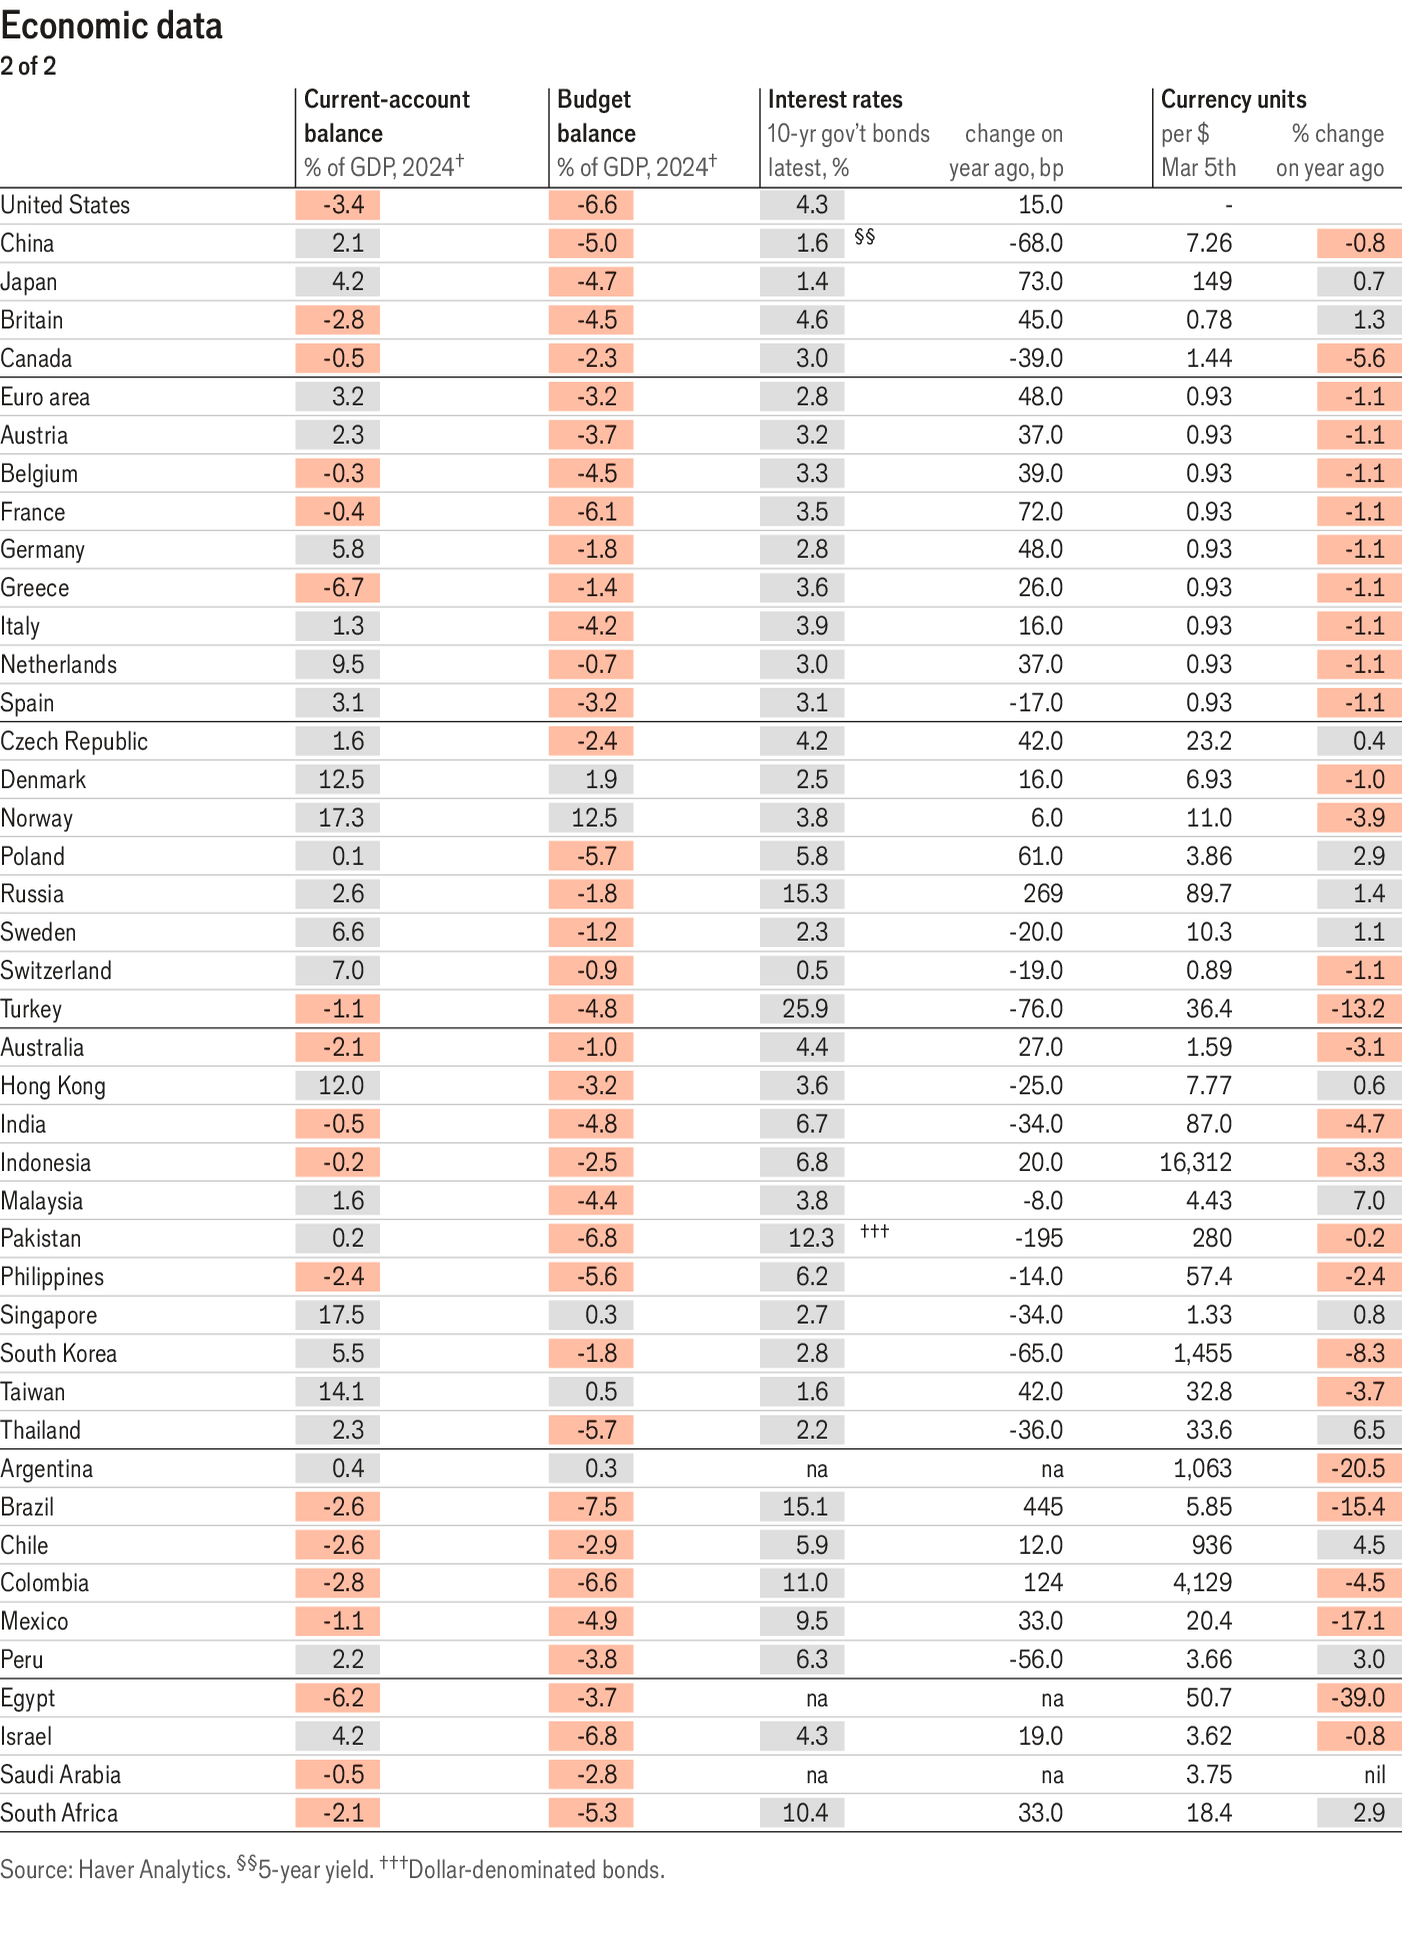 Economic data
2 of 2
Current-account Budget Interest rates Currency units
balance balance 10-yr gov’t bonds change on per $ % change
% of GDP, 2024† % of GDP, 2024† latest, % year ago, bp Mar 5th on year ago
United States -3.4 -6.6 4.3 15.0 -
China 2.1 -5.0 1.6 §§ -68.0 7.26 -0.8
Japan 4.2 -4.7 1.4 73.0 149 0.7
Britain -2.8 -4.5 4.6 45.0 0.78 1.3
Canada -0.5 -2.3 3.0 -39.0 1.44 -5.6
Euro area 3.2 -3.2 2.8 48.0 0.93 -1.1
Austria 2.3 -3.7 3.2 37.0 0.93 -1.1
Belgium -0.3 -4.5 3.3 39.0 0.93 -1.1
France -0.4 -6.1 3.5 72.0 0.93 -1.1
Germany 5.8 -1.8 2.8 48.0 0.93 -1.1
Greece -6.7 -1.4 3.6 26.0 0.93 -1.1
Italy 1.3 -4.2 3.9 16.0 0.93 -1.1
Netherlands 9.5 -0.7 3.0 37.0 0.93 -1.1
Spain 3.1 -3.2 3.1 -17.0 0.93 -1.1
Czech Republic 1.6 -2.4 4.2 42.0 23.2 0.4
Denmark 12.5 1.9 2.5 16.0 6.93 -1.0
Norway 17.3 12.5 3.8 6.0 11.0 -3.9
Poland 0.1 -5.7 5.8 61.0 3.86 2.9
Russia 2.6 -1.8 15.3 269 89.7 1.4
Sweden 6.6 -1.2 2.3 -20.0 10.3 1.1
Switzerland 7.0 -0.9 0.5 -19.0 0.89 -1.1
Turkey -1.1 -4.8 25.9 -76.0 36.4 -13.2
Australia -2.1 -1.0 4.4 27.0 1.59 -3.1
Hong Kong 12.0 -3.2 3.6 -25.0 7.77 0.6
India -0.5 -4.8 6.7 -34.0 87.0 -4.7
Indonesia -0.2 -2.5 6.8 20.0 16,312 -3.3
Malaysia 1.6 -4.4 3.8 -8.0 4.43 7.0
Pakistan 0.2 -6.8 12.3 ††† -195 280 -0.2
Philippines -2.4 -5.6 6.2 -14.0 57.4 -2.4
Singapore 17.5 0.3 2.7 -34.0 1.33 0.8
South Korea 5.5 -1.8 2.8 -65.0 1,455 -8.3
Taiwan 14.1 0.5 1.6 42.0 32.8 -3.7
Thailand 2.3 -5.7 2.2 -36.0 33.6 6.5
Argentina 0.4 0.3 na na 1,063 -20.5
Brazil -2.6 -7.5 15.1 445 5.85 -15.4
Chile -2.6 -2.9 5.9 12.0 936 4.5
Colombia -2.8 -6.6 11.0 124 4,129 -4.5
Mexico -1.1 -4.9 9.5 33.0 20.4 -17.1
Peru 2.2 -3.8 6.3 -56.0 3.66 3.0
Egypt -6.2 -3.7 na na 50.7 -39.0
Israel 4.2 -6.8 4.3 19.0 3.62 -0.8
Saudi Arabia -0.5 -2.8 na na 3.75 nil
South Africa -2.1 -5.3 10.4 33.0 18.4 2.9
Source: Haver Analytics. §§5-year yield. †††Dollar-denominated bonds.